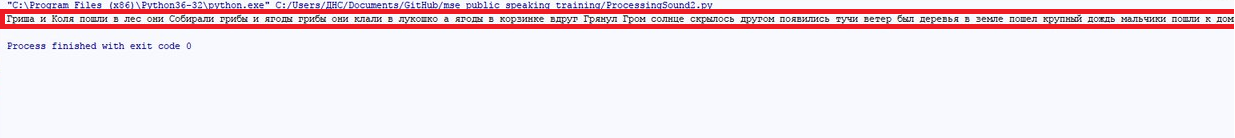 "C:\Program Files (x86)\Python36-32\python.exe" C:/Users/ДНС/Documents/GitHub/mse_public_speaking_training/ProcessingSound2.py
Гриша и Коля пошли в лес они Собирали грибы и ягоды грибы они клали в лукошко а ягоды в корзинке вдруг Грянул Гром солнце скрылось другом появились тучи ветер был деревья в земле пошел крупный дождь мальчики пошли к дом
Process finished with exit code 0